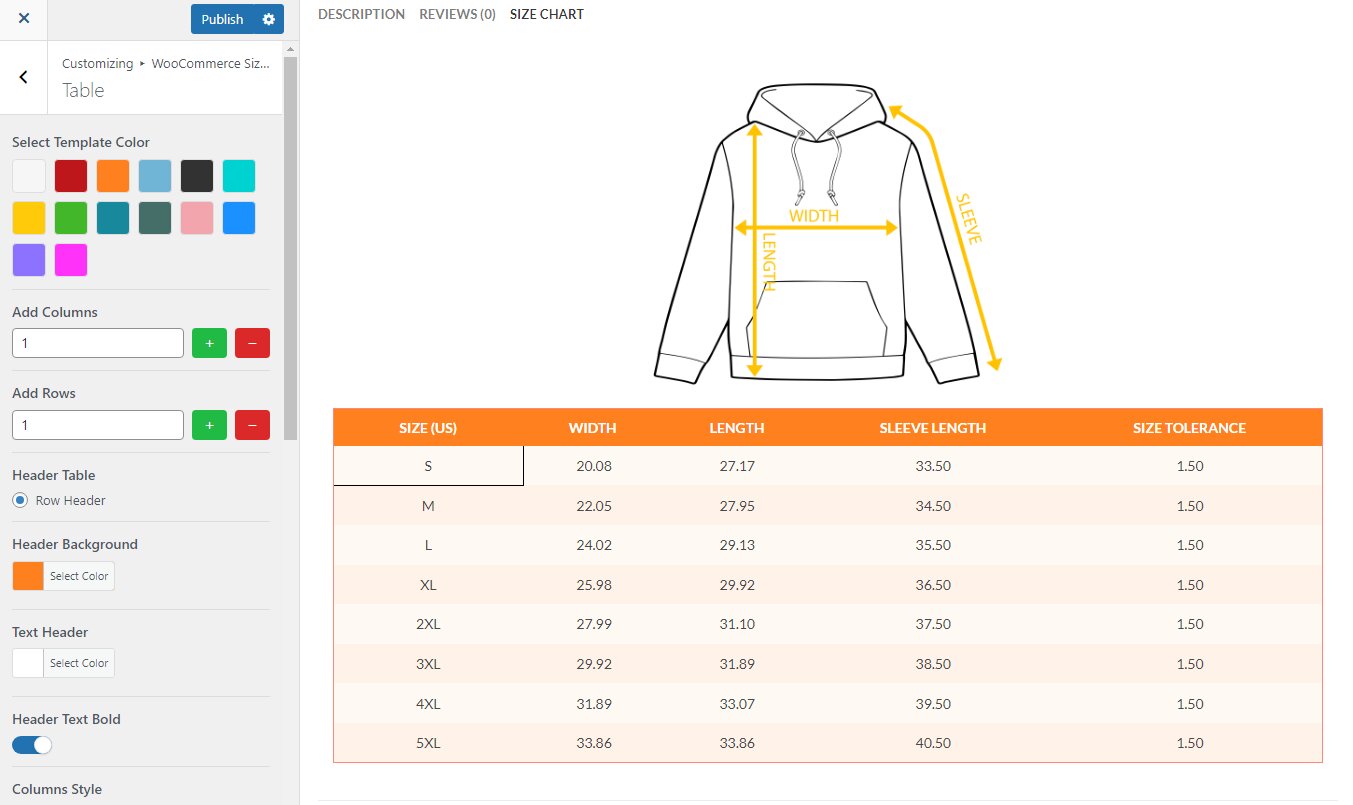 Publish
Customizing ▸ WooCommerce Siz...
Table
Select Template Color
Add Columns
1
+
−
Add Rows
1
+
−
Header Table
Row Header
Header Background
Select Color
Text Header
Select Color
Header Text Bold
Columns Style
DESCRIPTION REVIEWS (0) SIZE CHART
WIDTH
LENGTH
SLEEVE
SIZE (US) WIDTH LENGTH SLEEVE LENGTH SIZE TOLERANCE
S 20.08 27.17 33.50 1.50
M 22.05 27.95 34.50 1.50
L 24.02 29.13 35.50 1.50
XL 25.98 29.92 36.50 1.50
2XL 27.99 31.10 37.50 1.50
3XL 29.92 31.89 38.50 1.50
4XL 31.89 33.07 39.50 1.50
5XL 33.86 33.86 40.50 1.50